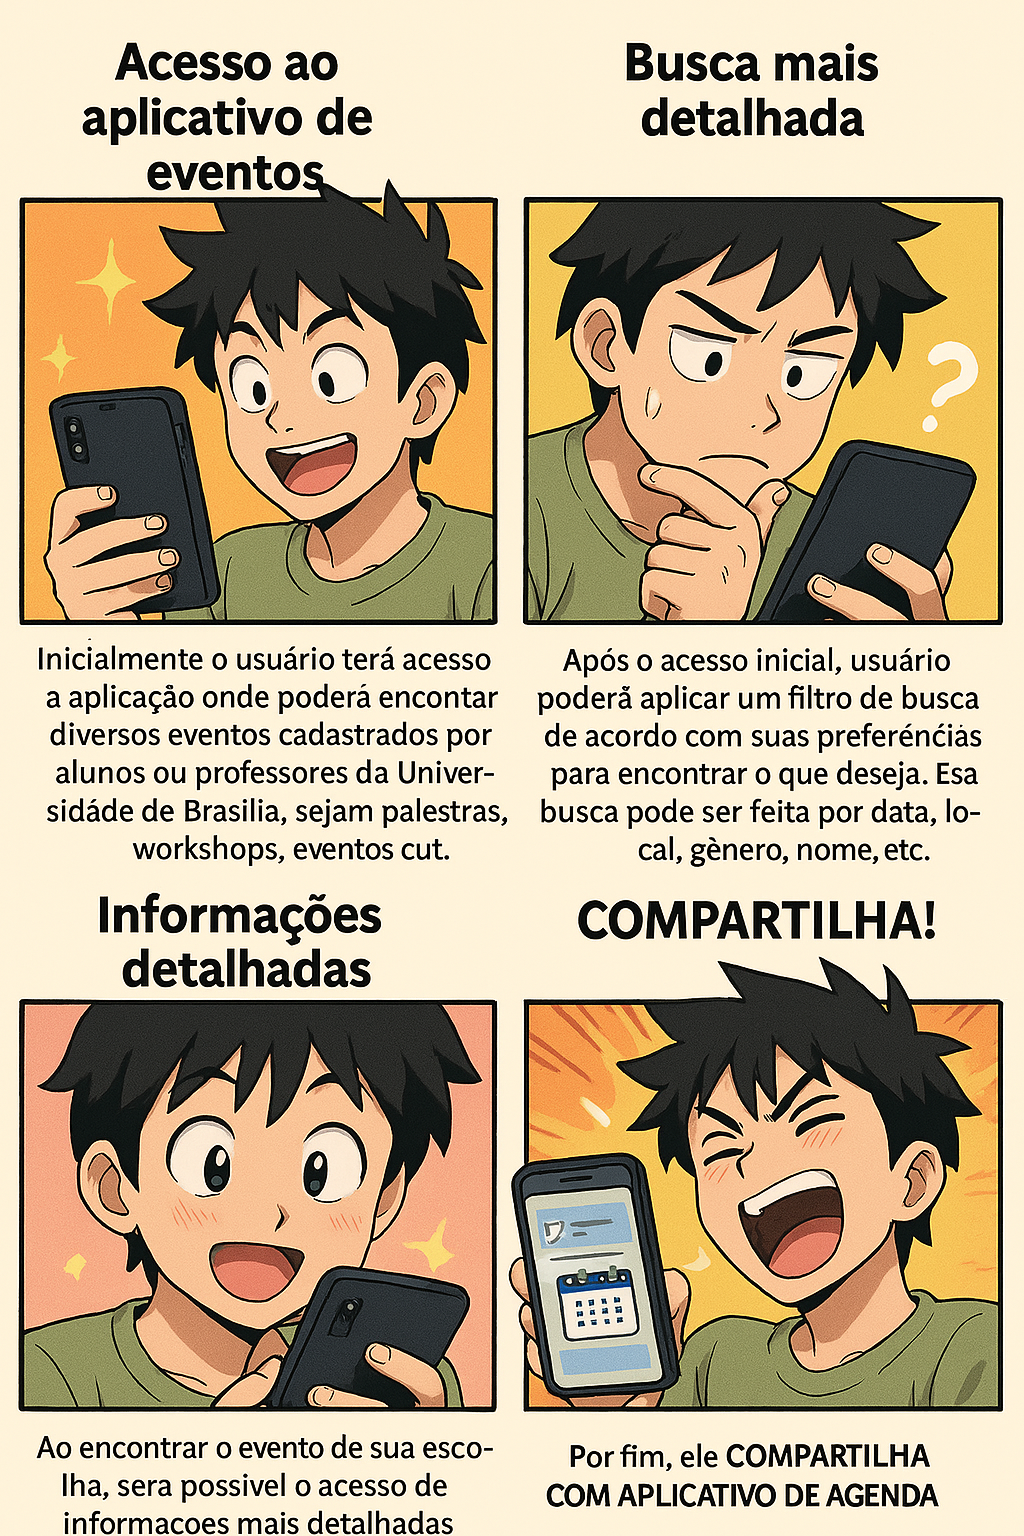 Acesso ao
aplicativo de
eventos
Inicialmente o usuário terá acesso
a aplicação onde poderá encontar
diversos eventos cadastrados por
alunos ou professores da Univer-
sidáde de Brasilia, sejam palestras,
workshops, eventos cut.
Busca mais
detalhada
Após o acesso inicial, usuário
poderå aplicar um filtro de busca
de acordo com suas preferénćiás
para encontrar o que deseja. Esa
busca pode ser feita por data, lo-
cal, gènero, nome, etc.
Informações
detalhadas
Ao encontrar o evento de sua esco-
lha, sera possivel o acesso de
informacoes mais detalhadas
COMPARTILHA!
Por fim, ele COMPARTILHA
COM APLICATIVO DE AGENDA